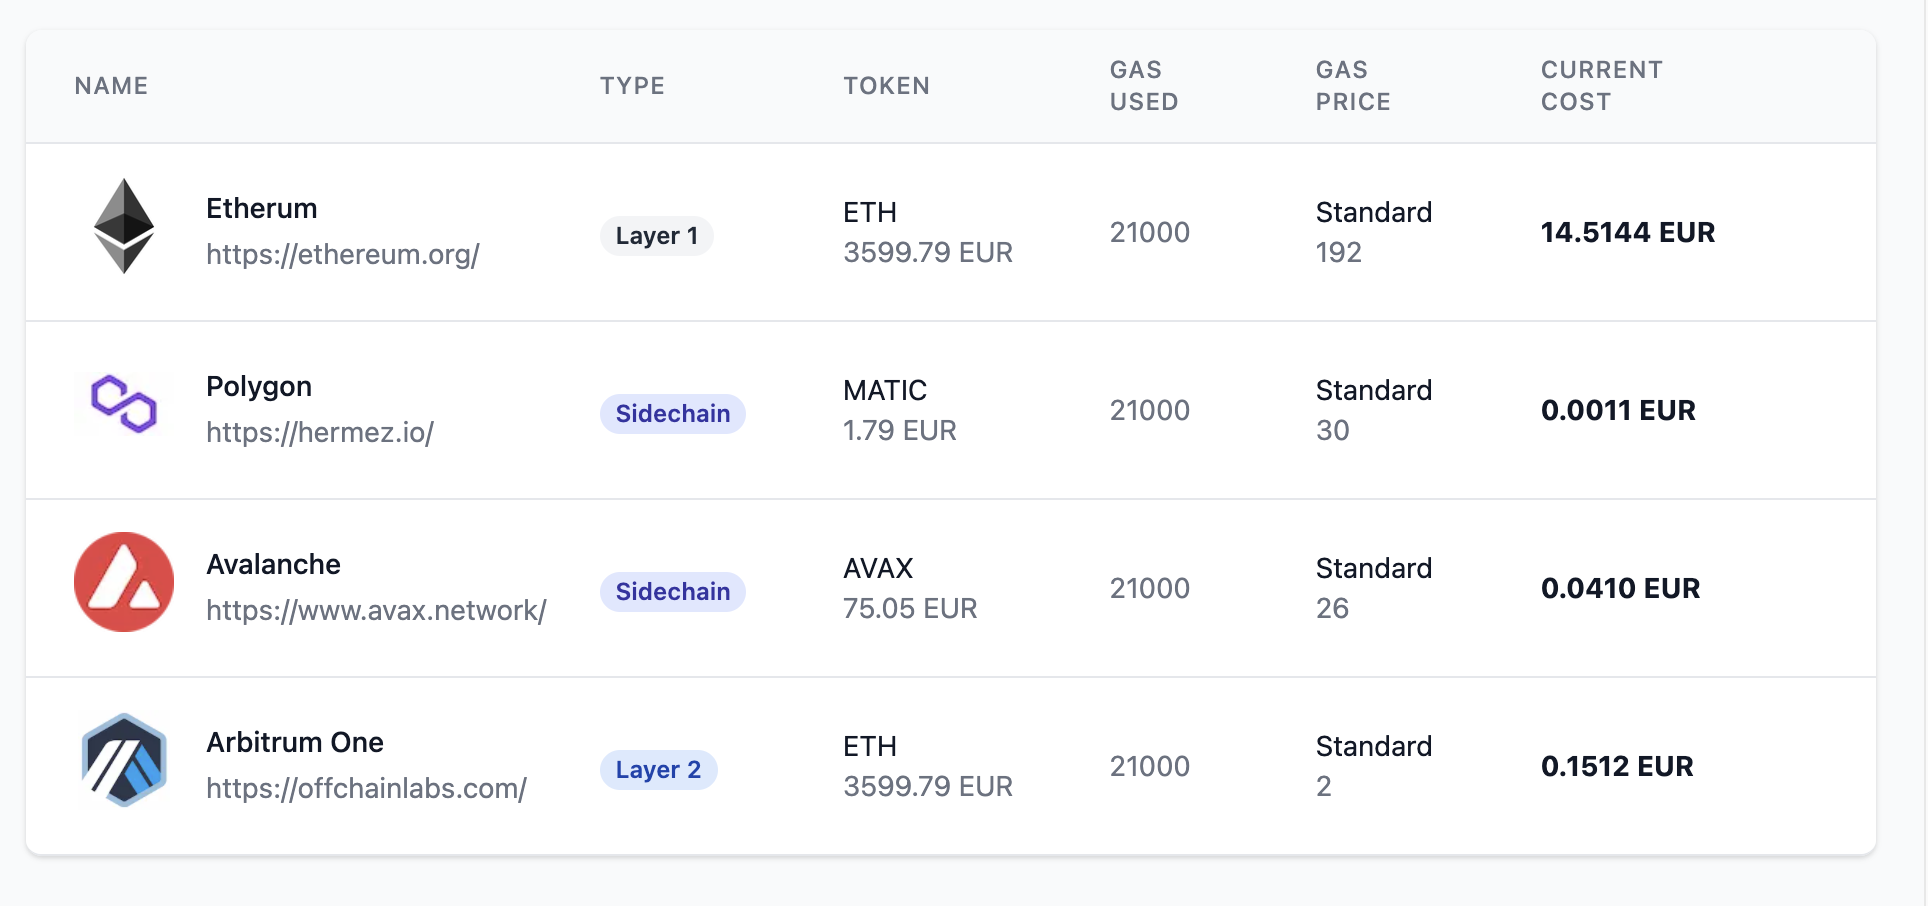 NAME TYPE TOKEN GAS USED GAS PRICE CURRENT COST
Etherum
https://ethereum.org/
Layer 1
ETH
3599.79 EUR
21000
Standard
192
14.5144 EUR
Polygon
https://hermez.io/
Sidechain
MATIC
1.79 EUR
21000
Standard
30
0.0011 EUR
Avalanche
https://www.avax.network/
Sidechain
AVAX
75.05 EUR
21000
Standard
26
0.0410 EUR
Arbitrum One
https://offchainlabs.com/
Layer 2
ETH
3599.79 EUR
21000
Standard
2
0.1512 EUR